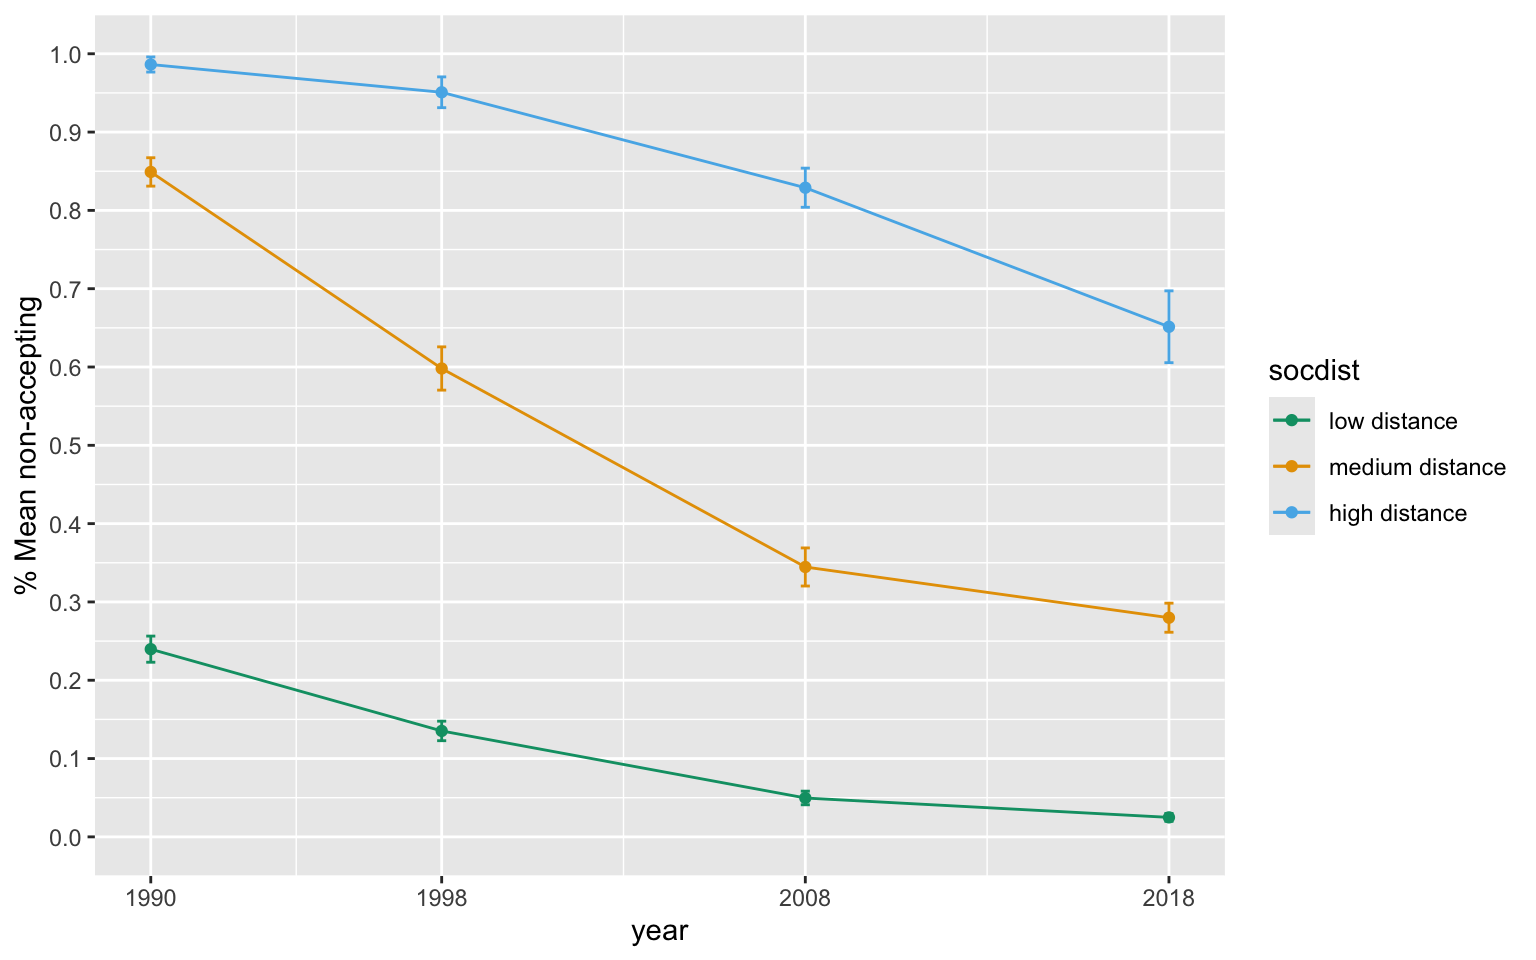 % Mean non-accepting
1.0
0.9
0.8
0.7
0.6
0.5
0.4
0.3
0.2
0.1
0.0
1990 1998 2008 2018
year
socdist
low distance
medium distance
high distance